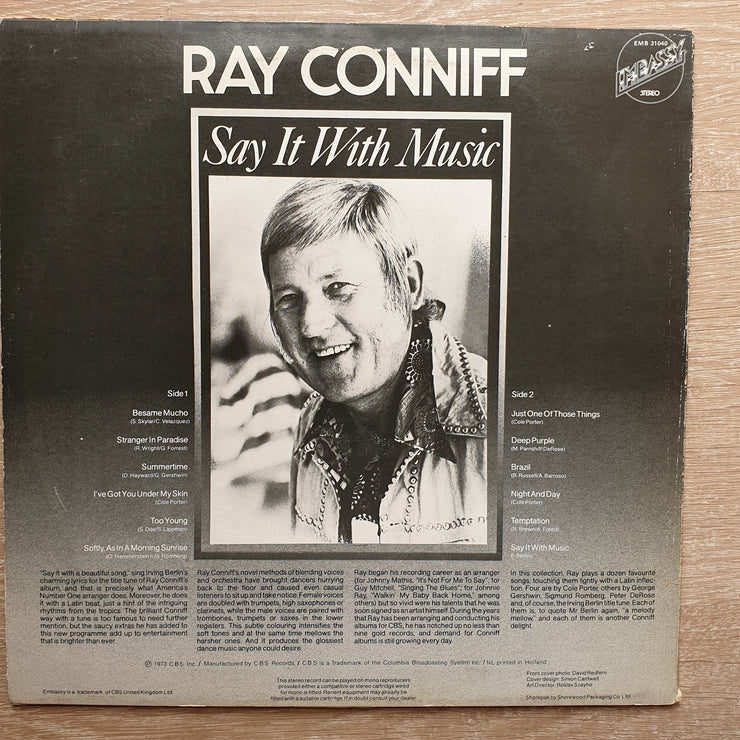 RAY CONNIFF
EMB 31040
EMBASSY
STEREO
Say It With Music
Side 1
Besame Mucho
(S. Skylar/C. Velazquez)
Stranger In Paradise
(R. Wright/G. Forrest)
Summertime
(D. Hayward/G. Gershwin)
I've Got You Under My Skin
(Cole Porter)
Too Young
(S. Dee/S. Lippman)
Softly, As In A Morning Sunrise
(O. Hammerstein II/S. Romberg)
Side 2
Just One Of Those Things
(Cole Porter)
Deep Purple
(M. Parrish/P. DeRose)
Brazil
(B. Russell/A. Barroso)
Night And Day
(Cole Porter)
Temptation
(N. Brown/A. Freed)
Say It With Music
(I. Berlin)
"Say it with a beautiful song," sing Irving Berlin's
charming lyrics for the title tune of Ray Conniff's
album, and that is precisely what America's
Number One arranger does. Moreover, he does
it with a Latin beat, just a hint of the intriguing
rhythms from the tropics. The brilliant Conniff
way with a tune is too famous to need further
mention, but the saucy extras he has added to
this new programme add up to entertainment
that is brighter than ever.
Ray Conniff's novel methods of blending voices
and orchestra have brought dancers hurrying
back to the floor and caused even casual
listeners to sit up and take notice. Female voices
are doubled with trumpets, high saxophones or
clarinets, while the male voices are paired with
trombones, trumpets or saxes in the lower
registers. This subtle colouring intensifies the
soft tones and at the same time mellows the
harsher ones. And it produces the glossiest
dance music anyone could desire.
Ray began his recording career as an arranger
(for Johnny Mathis, "It's Not For Me To Say"; for
Guy Mitchell, "Singing The Blues"; for Johnnie
Ray, "Walkin' My Baby Back Home," among
others) but so vivid were his talents that he was
soon signed as an artist himself. During the years
that Ray has been arranging and conducting his
albums for CBS, he has notched up no less than
nine gold records, and demand for Conniff
albums is still growing every day.
In this collection, Ray plays a dozen favourite
songs, touching them lightly with a Latin inflec-
tion. Four are by Cole Porter, others by George
Gershwin, Sigmund Romberg, Peter DeRose
and, of course, the Irving Berlin title tune. Each of
them is, to quote Mr Berlin again, "a melody
mellow," and each of them is another Conniff
delight.
℗ 1973 CBS Inc / Manufactured by CBS Records / CBS is a Trademark of the Columbia Broadcasting System Inc / NL printed in Holland
Embassy is a trademark of CBS United Kingdom Ltd.
This stereo record can be played on mono reproducers
provided either a compatible or stereo cartridge wired
for mono is fitted. Recent equipment may already be
fitted with a suitable cartridge. If in doubt consult your dealer.
Front cover photo: David Redfern
Cover design: Simon Cantwell
Art Director: Roslav Szaybo
Shorepak by Shorewood Packaging Co. Ltd.